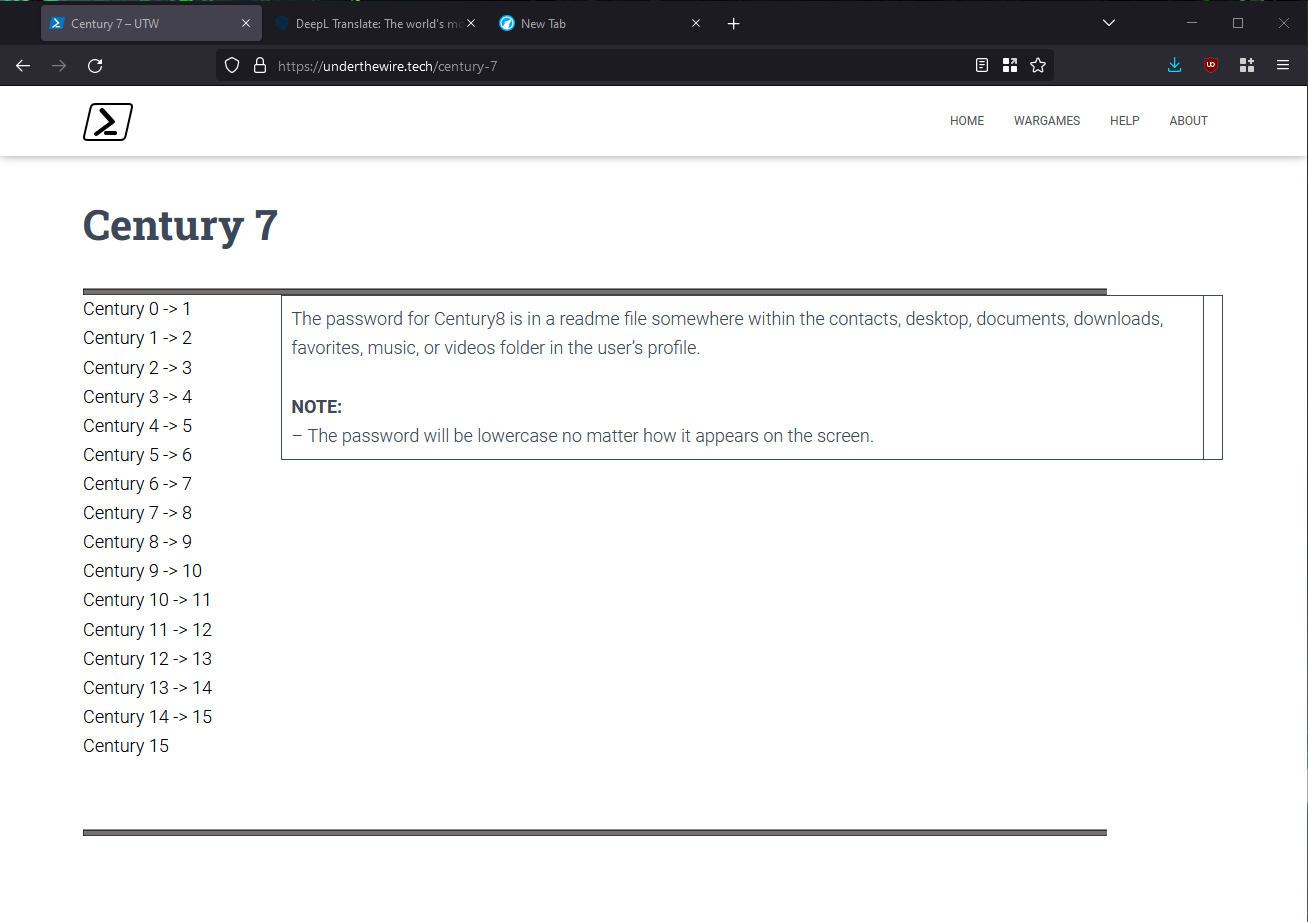 Century 7 – UTW
DeepL Translate: The world's mo
New Tab
https://underthewire.tech/century-7
HOME
WARGAMES
HELP
ABOUT
Century 7
Century 0 -> 1
Century 1 -> 2
Century 2 -> 3
Century 3 -> 4
Century 4 -> 5
Century 5 -> 6
Century 6 -> 7
Century 7 -> 8
Century 8 -> 9
Century 9 -> 10
Century 10 -> 11
Century 11 -> 12
Century 12 -> 13
Century 13 -> 14
Century 14 -> 15
Century 15
The password for Century8 is in a readme file somewhere within the contacts, desktop, documents, downloads,
favorites, music, or videos folder in the user’s profile.
NOTE:
– The password will be lowercase no matter how it appears on the screen.